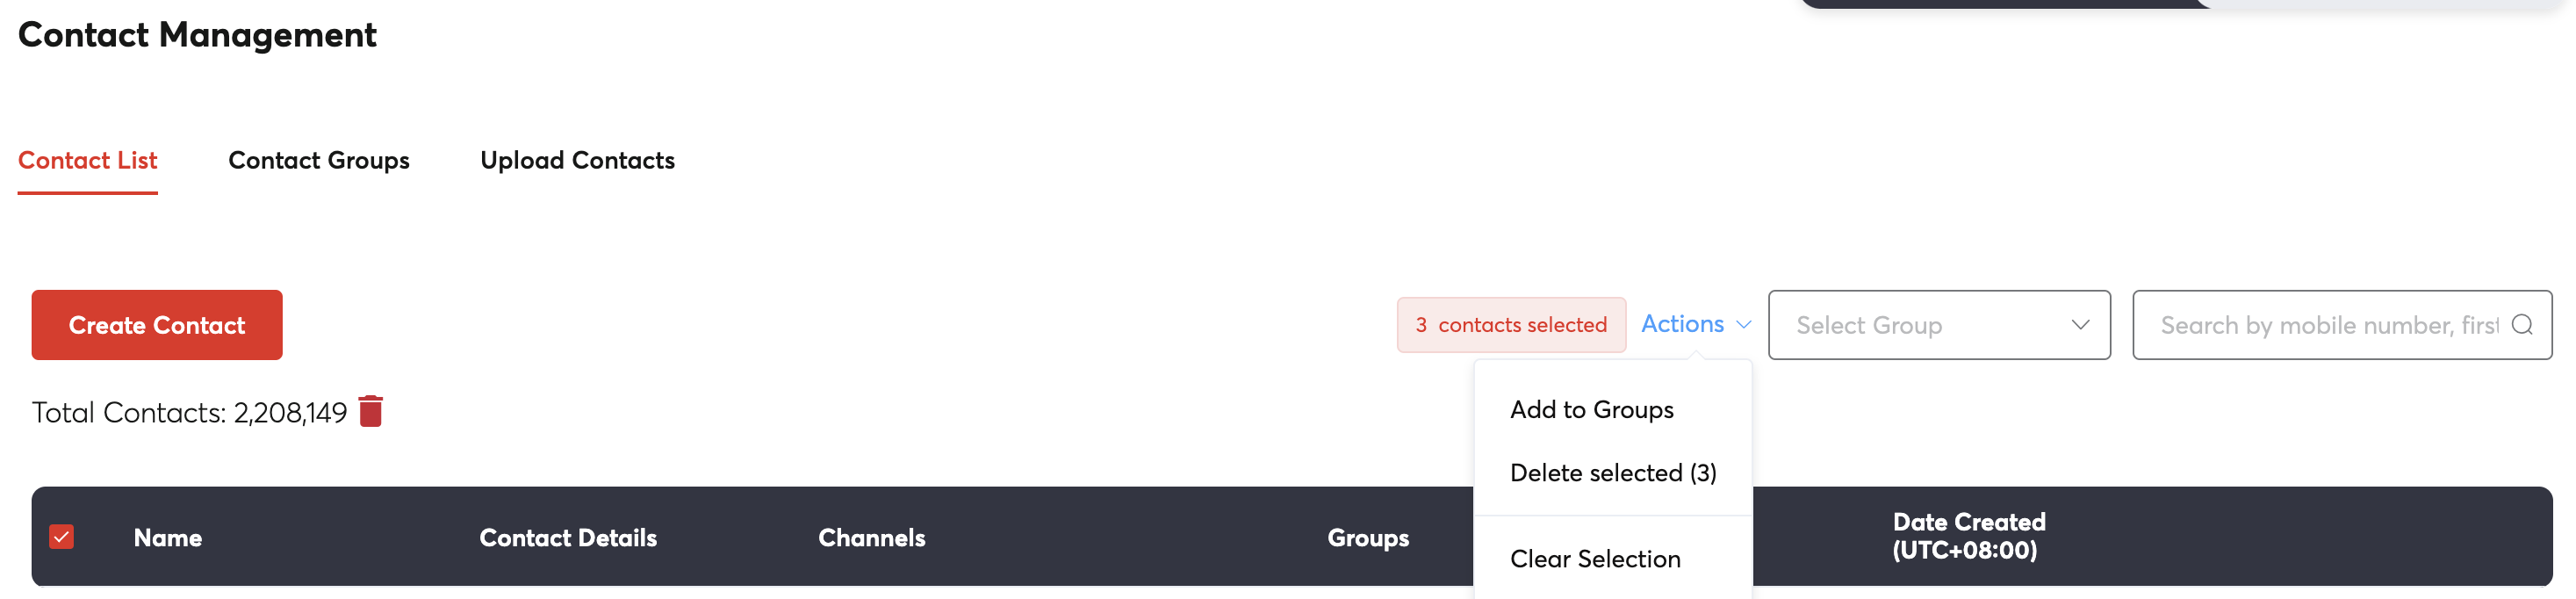 Contact Management
Contact List
Contact Groups
Upload Contacts
Create Contact
3 contacts selected
Actions
Select Group
Search by mobile number, first
Total Contacts: 2,208,149
Add to Groups
Delete selected (3)
Clear Selection
Name
Contact Details
Channels
Groups
Date Created
(UTC+08:00)